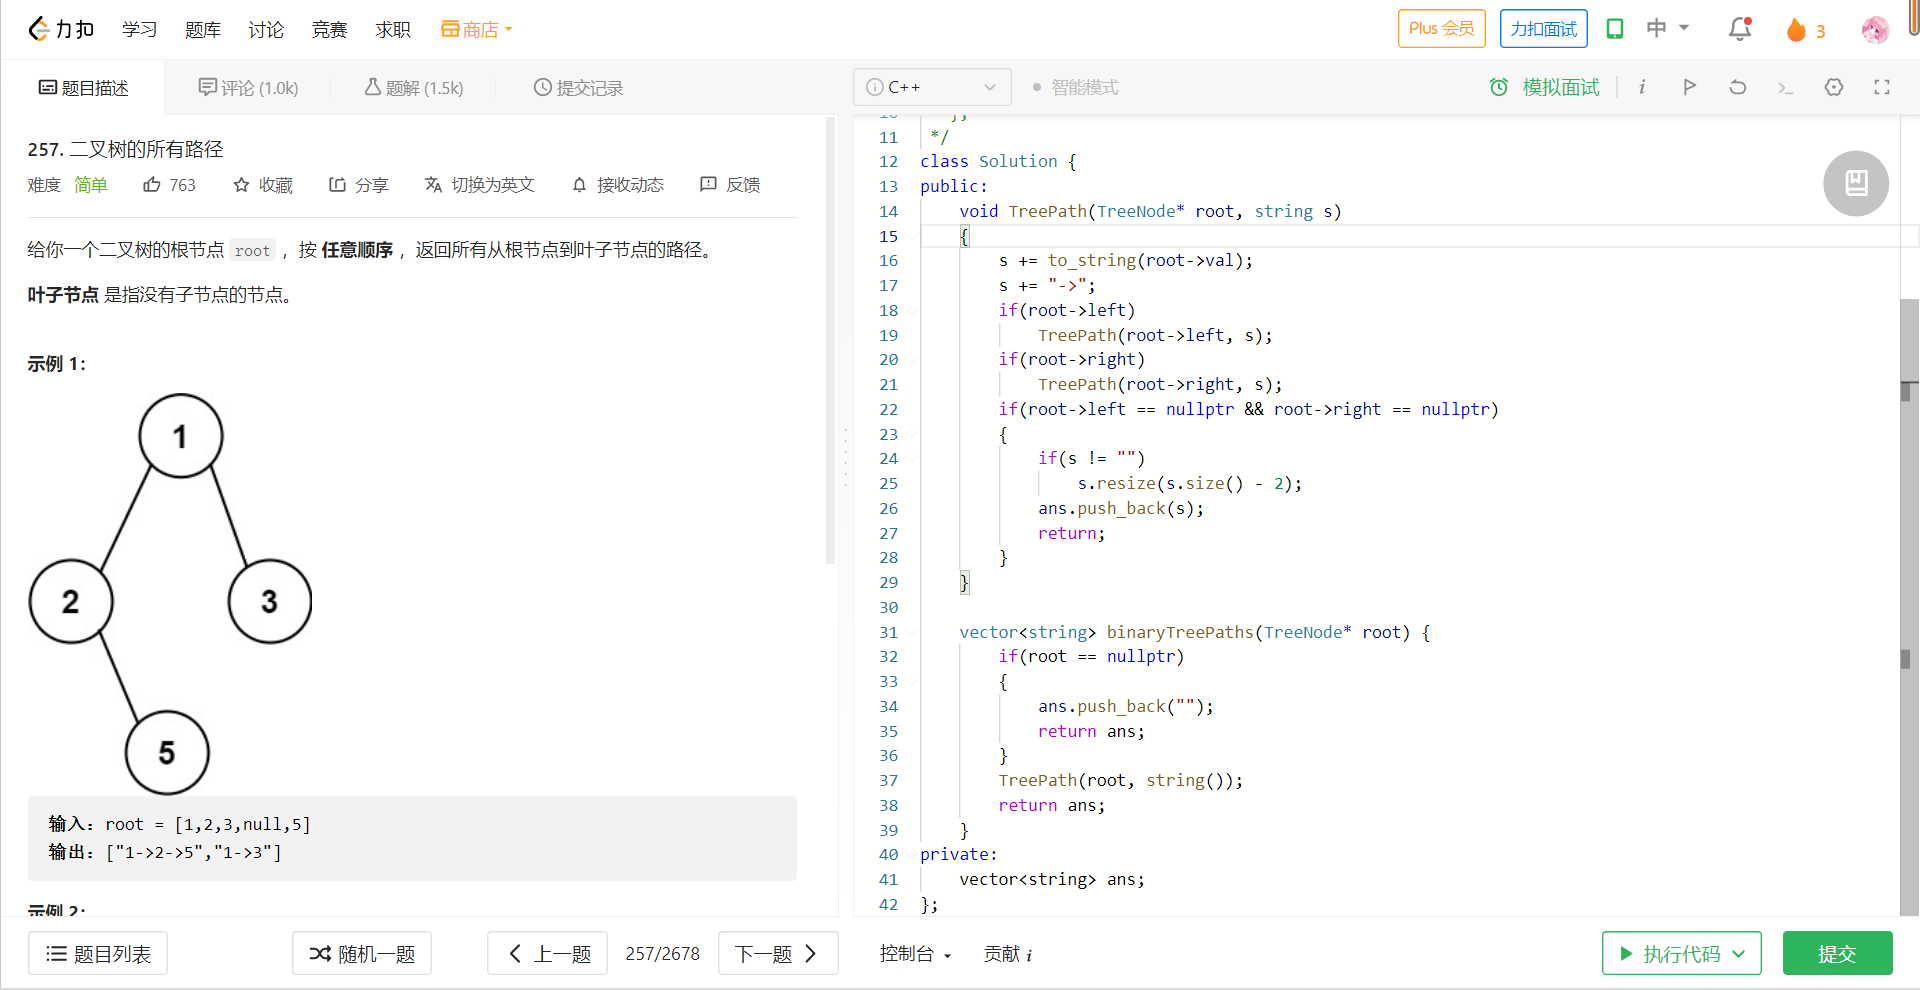 力扣 学习 题库 讨论 竞赛 求职 商店 Plus 会员 力扣面试 中 3
题目描述 评论 (1.0k) 题解 (1.5k) 提交记录
257. 二叉树的所有路径
难度 简单 763 收藏 分享 切换为英文 接收动态 反馈
给你一个二叉树的根节点 root ，按 任意顺序 ，返回所有从根节点到叶子节点的路径。
叶子节点 是指没有子节点的节点。
示例 1：
1
2
3
5
输入：root = [1,2,3,null,5]
输出：["1->2->5","1->3"]
示例 2：
题目列表 随机一题 上一题 257/2678 下一题
C++ 智能模式 模拟面试 i
10 };
11 */
12 class Solution {
13 public:
14 void TreePath(TreeNode* root, string s)
15 {
16 s += to_string(root->val);
17 s += "->";
18 if(root->left)
19 TreePath(root->left, s);
20 if(root->right)
21 TreePath(root->right, s);
22 if(root->left == nullptr && root->right == nullptr)
23 {
24 if(s != "")
25 s.resize(s.size() - 2);
26 ans.push_back(s);
27 return;
28 }
29 }
30
31 vector<string> binaryTreePaths(TreeNode* root) {
32 if(root == nullptr)
33 {
34 ans.push_back("");
35 return ans;
36 }
37 TreePath(root, string());
38 return ans;
39 }
40 private:
41 vector<string> ans;
42 };
控制台 贡献 i 执行代码 提交